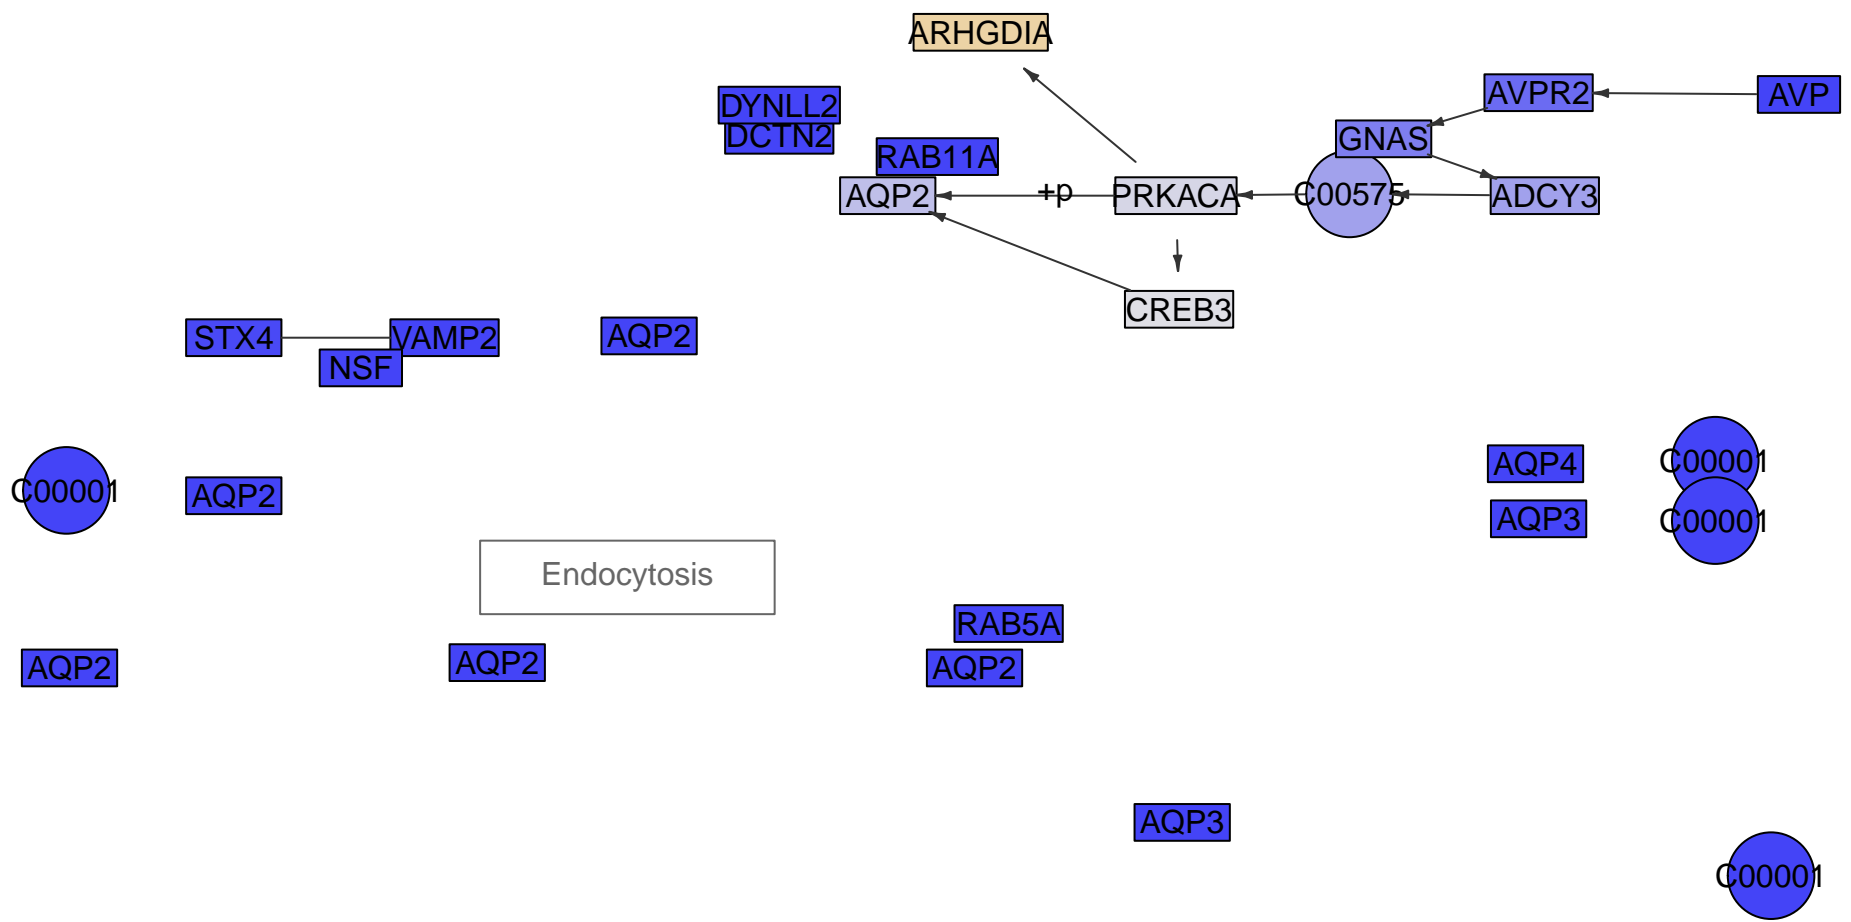 ARHGDIA
DYNLL2
AVPR2
AVP
DCTN2
GNAS
RAB11A
AQP2
+p
PRKACA
C00575
ADCY3
CREB3
STX4
VAMP2
AQP2
NSF
C00001
AQP2
AQP4
C00001
AQP3
C00001
Endocytosis
RAB5A
AQP2
AQP2
AQP2
AQP3
C00001